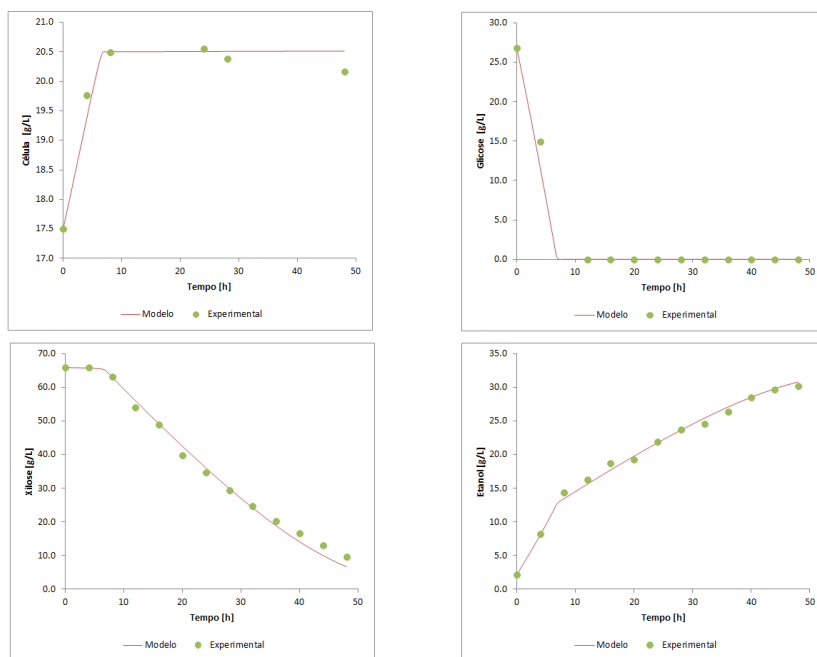 21.0
20.5
20.0
19.5
19.0
18.5
18.0
17.5
17.0
Célula [g/L]
0 10 20 30 40 50
Tempo [h]
Modelo Experimental
30.0
25.0
20.0
15.0
10.0
5.0
0.0
Glicose [g/L]
0 10 20 30 40 50
Tempo [h]
Modelo Experimental
70.0
60.0
50.0
40.0
30.0
20.0
10.0
0.0
Xilose [g/L]
0 10 20 30 40 50
Tempo [h]
Modelo Experimental
35.0
30.0
25.0
20.0
15.0
10.0
5.0
0.0
Etanol [g/L]
0 10 20 30 40 50
Tempo [h]
Modelo Experimental